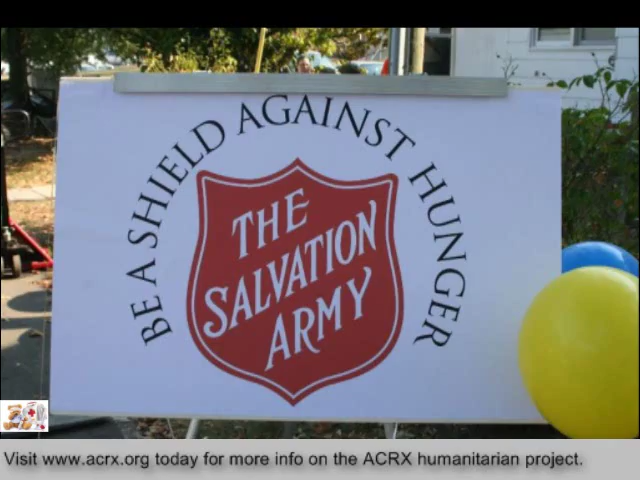 BE A SHIELD AGAINST HUNGER
THE
SALVATION
ARMY
Visit www.acrx.org today for more info on the ACRX humanitarian project.